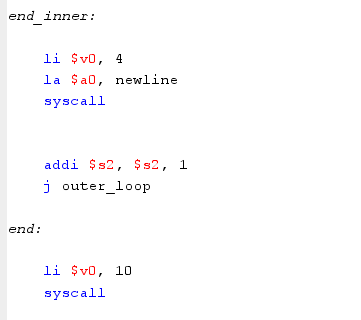 end_inner:
li $v0, 4
la $a0, newline
syscall
addi $s2, $s2, 1
j outer_loop
end:
li $v0, 10
syscall